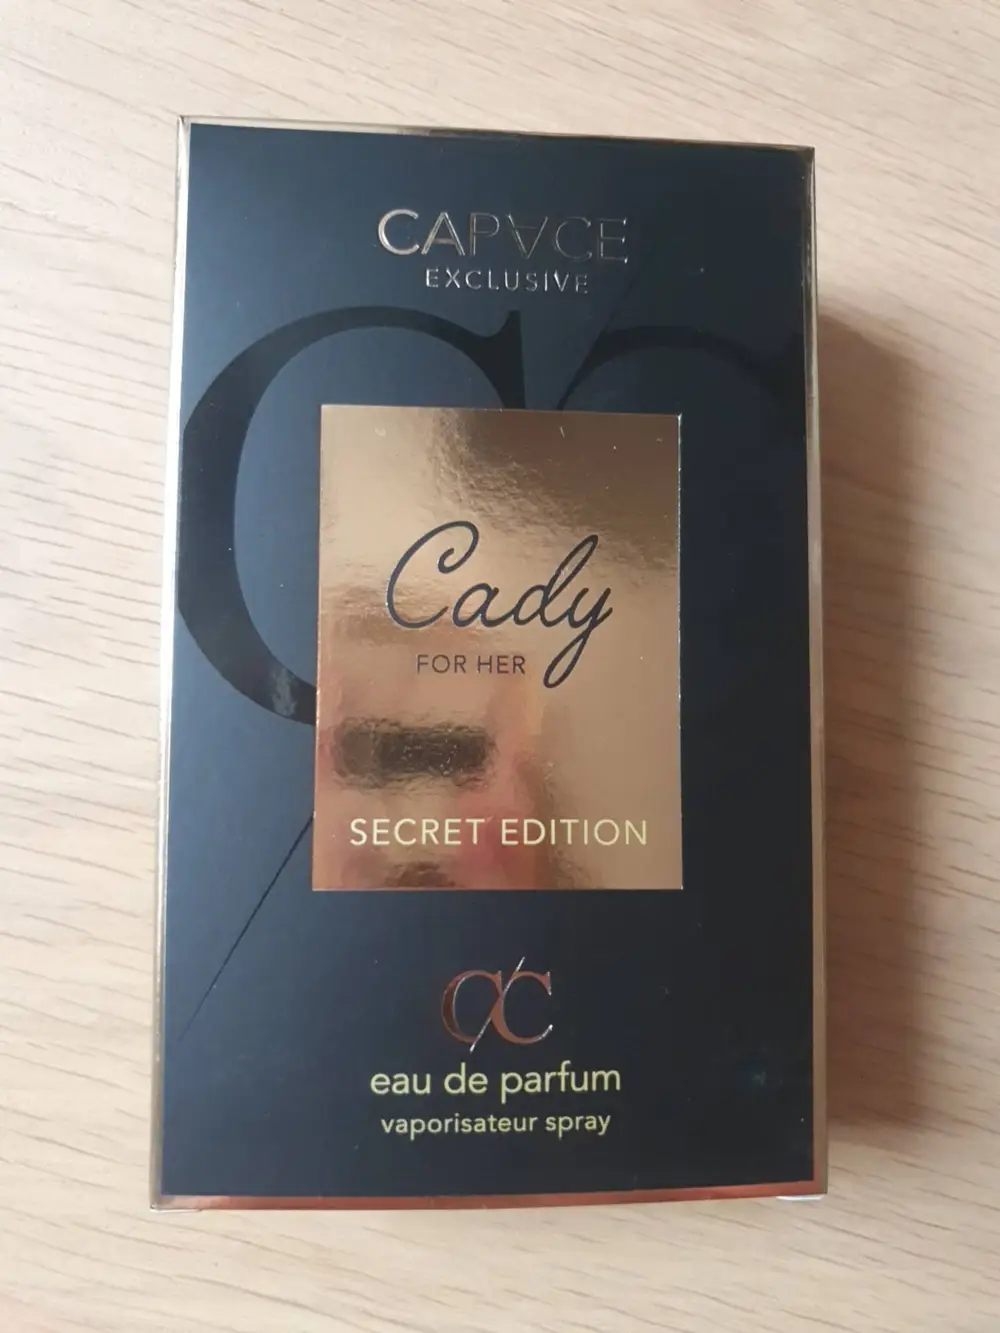 CAPACE
EXCLUSIVE
Cady
FOR HER
SECRET EDITION
CC
eau de parfum
vaporisateur spray